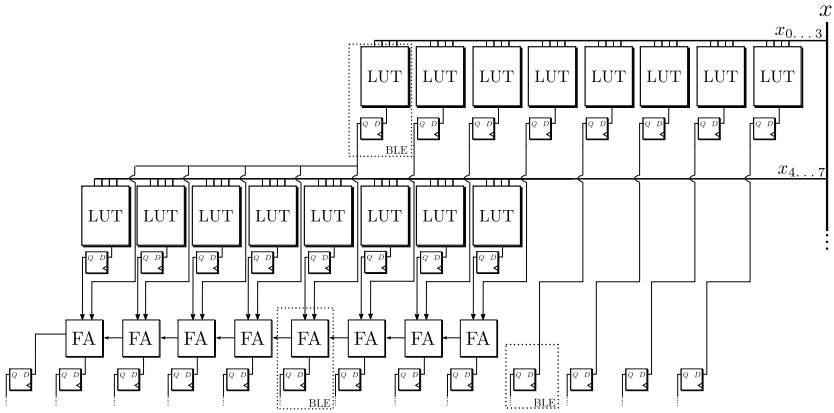 x
x0...3
LUT LUT LUT LUT LUT LUT LUT LUT
Q D Q D Q D Q D Q D Q D Q D Q D
BLE
x4...7
LUT LUT LUT LUT LUT LUT LUT LUT
Q D Q D Q D Q D Q D Q D Q D Q D
FA FA FA FA FA FA FA FA
Q D Q D Q D Q D Q D Q D Q D Q D Q D Q D Q D Q D Q D
BLE BLE